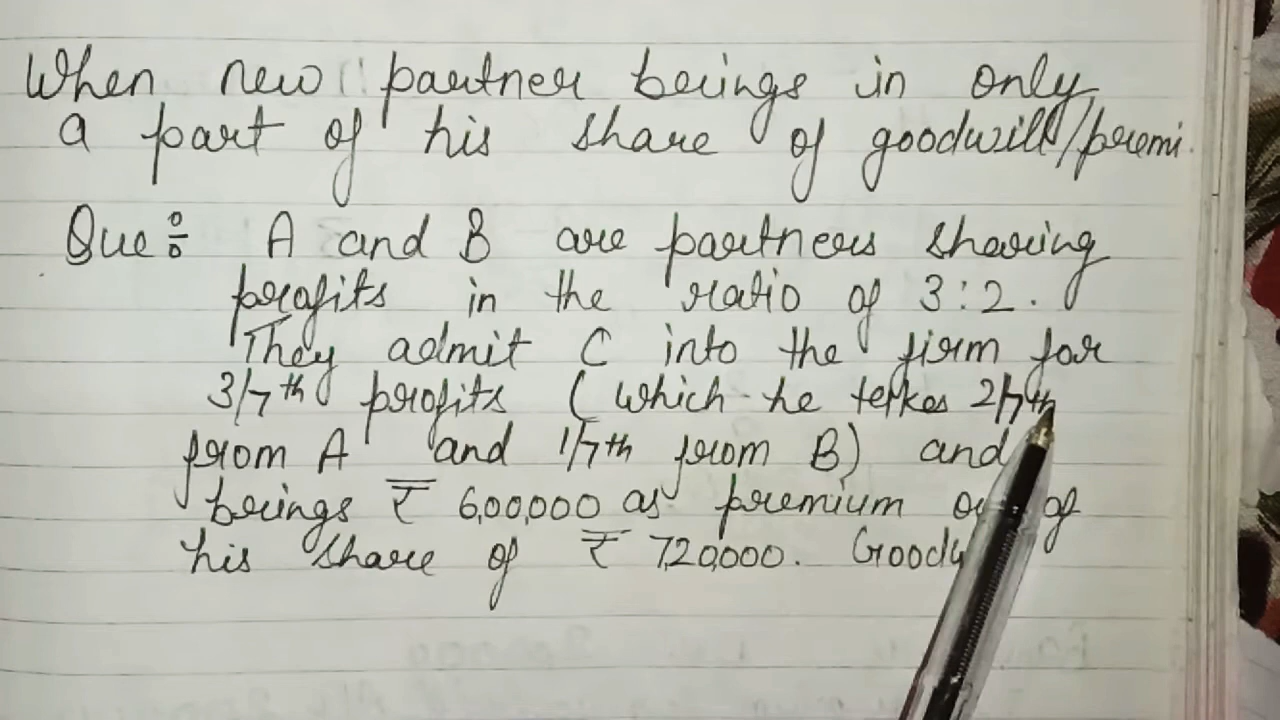 When new partner brings in only
a part of his share of goodwill/premi.
Que: A and B are partners sharing
profits in the ratio of 3:2.
They admit C into the firm for
3/7th profits (which he takes 2/7th
from A and 1/7th from B) and
brings ₹ 6,00,000 as premium of
his share of ₹ 7,20,000.